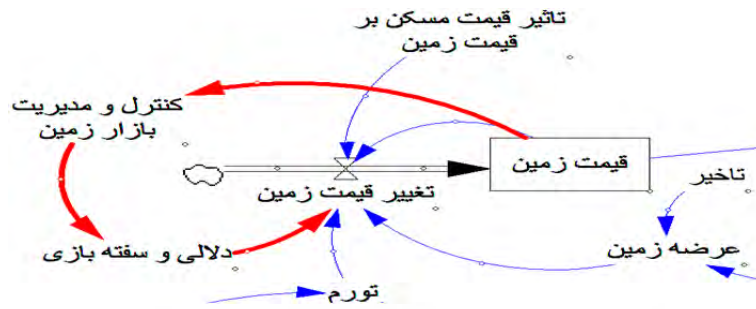 تاثیر قیمت مسکن بر
قیمت زمین
کنترل و مدیریت
بازار زمین
قیمت زمین
تغییر قیمت زمین
تاخیر
دلالی و سفته بازی
عرضه زمین
تورم